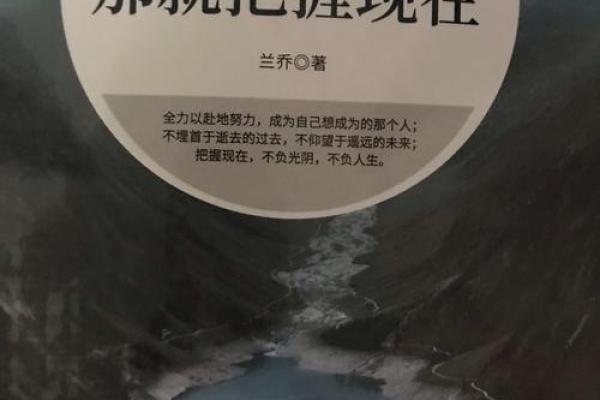 那就把握现在
兰乔◎著
全力以赴地努力，成为自己想成为的那个人；
不埋首于逝去的过去，不仰望于遥远的未来；
把握现在，不负光阴，不负人生。